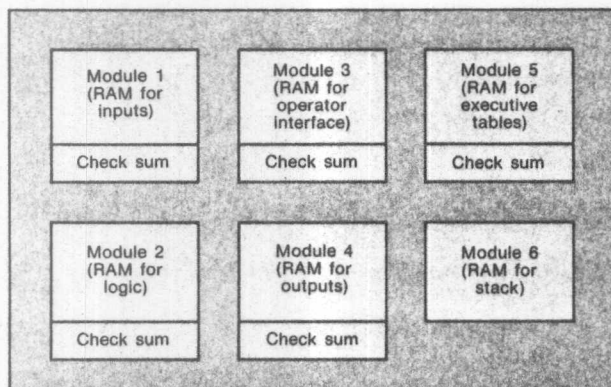 Module 1
(RAM for
inputs)
Check sum
Module 3
(RAM for
operator
interface)
Check sum
Module 5
(RAM for
executive
tables)
Check sum
Module 2
(RAM for
logic)
Check sum
Module 4
(RAM for
outputs)
Check sum
Module 6
(RAM for
stack)